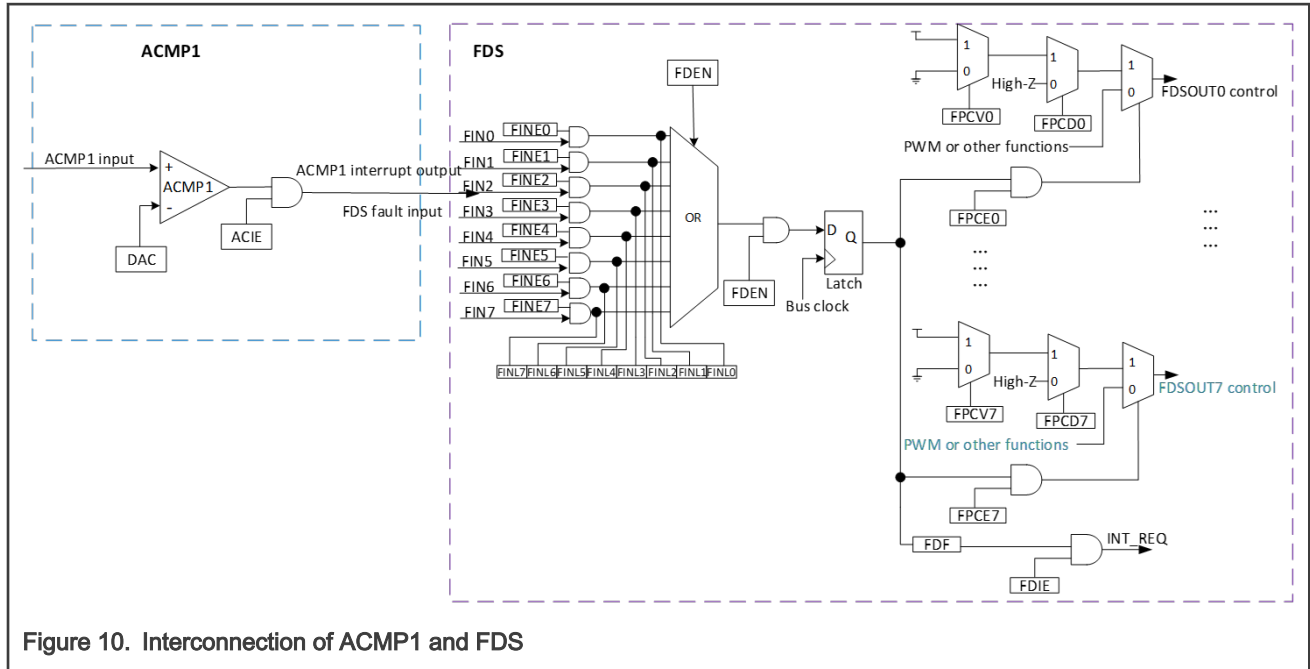 ACMP1
ACMP1 input
+
ACMP1
-
DAC
ACIE
ACMP1 interrupt output
FDS fault input
FDS
FDEN
FIN0
FINE0
FIN1
FINE1
FIN2
FINE2
FIN3
FINE3
FIN4
FINE4
FIN5
FINE5
FIN6
FINE6
FIN7
FINE7
FINL7 FINL6 FINL5 FINL4 FINL3 FINL2 FINL1 FINL0
OR
FDEN
D Q
Latch
Bus clock
1
0
FPCV0
High-Z
1
0
FPCD0
1
0
FDSOUT0 control
PWM or other functions
FPCE0
...
...
...
...
...
...
1
0
FPCV7
High-Z
1
0
FPCD7
1
0
FDSOUT7 control
PWM or other functions
FPCE7
FDF
FDIE
INT_REQ
Figure 10. Interconnection of ACMP1 and FDS